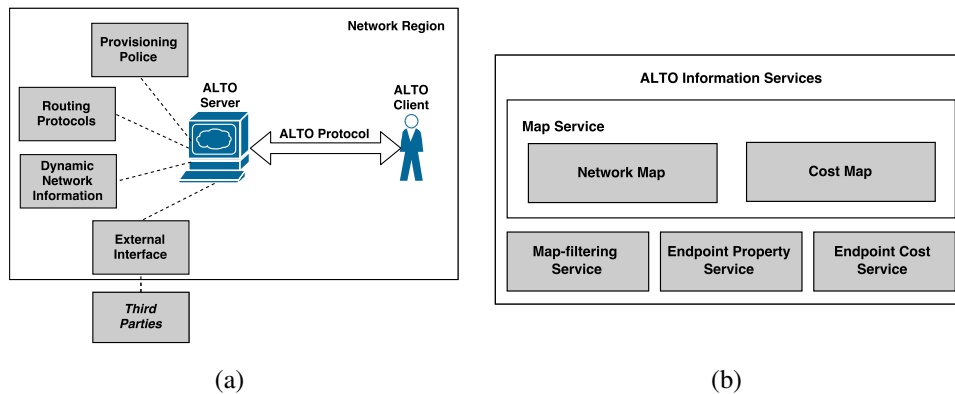 Network Region
Provisioning
Police
Routing
Protocols
Dynamic
Network
Information
External
Interface
Third
Parties
ALTO
Server
ALTO Protocol
ALTO
Client
(a)
ALTO Information Services
Map Service
Network Map
Cost Map
Map-filtering
Service
Endpoint Property
Service
Endpoint Cost
Service
(b)